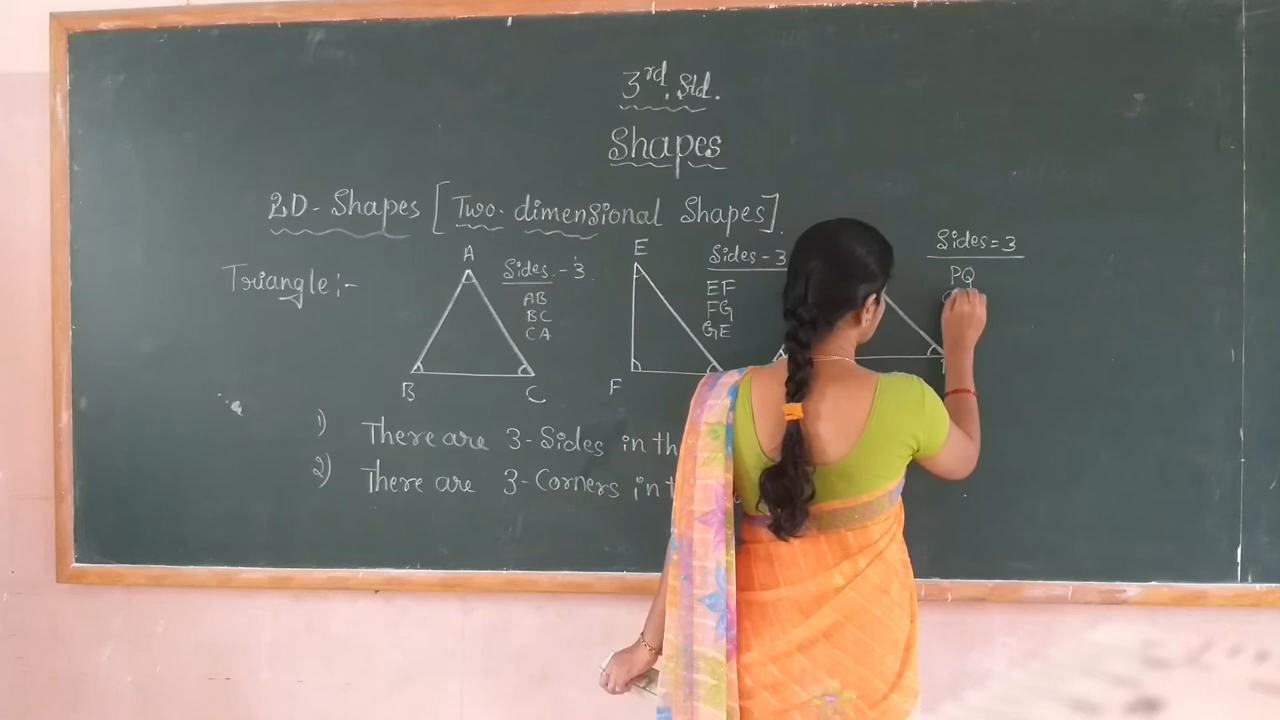 3rd. Std.
Shapes
2D - Shapes [Two-dimensional Shapes].
Triangle :-
A
B
C
Sides - 3
AB
BC
CA
E
F
Sides - 3
EF
FG
GE
Sides = 3
PQ
1) There are 3 - Sides in
2) There are 3 - Corners in